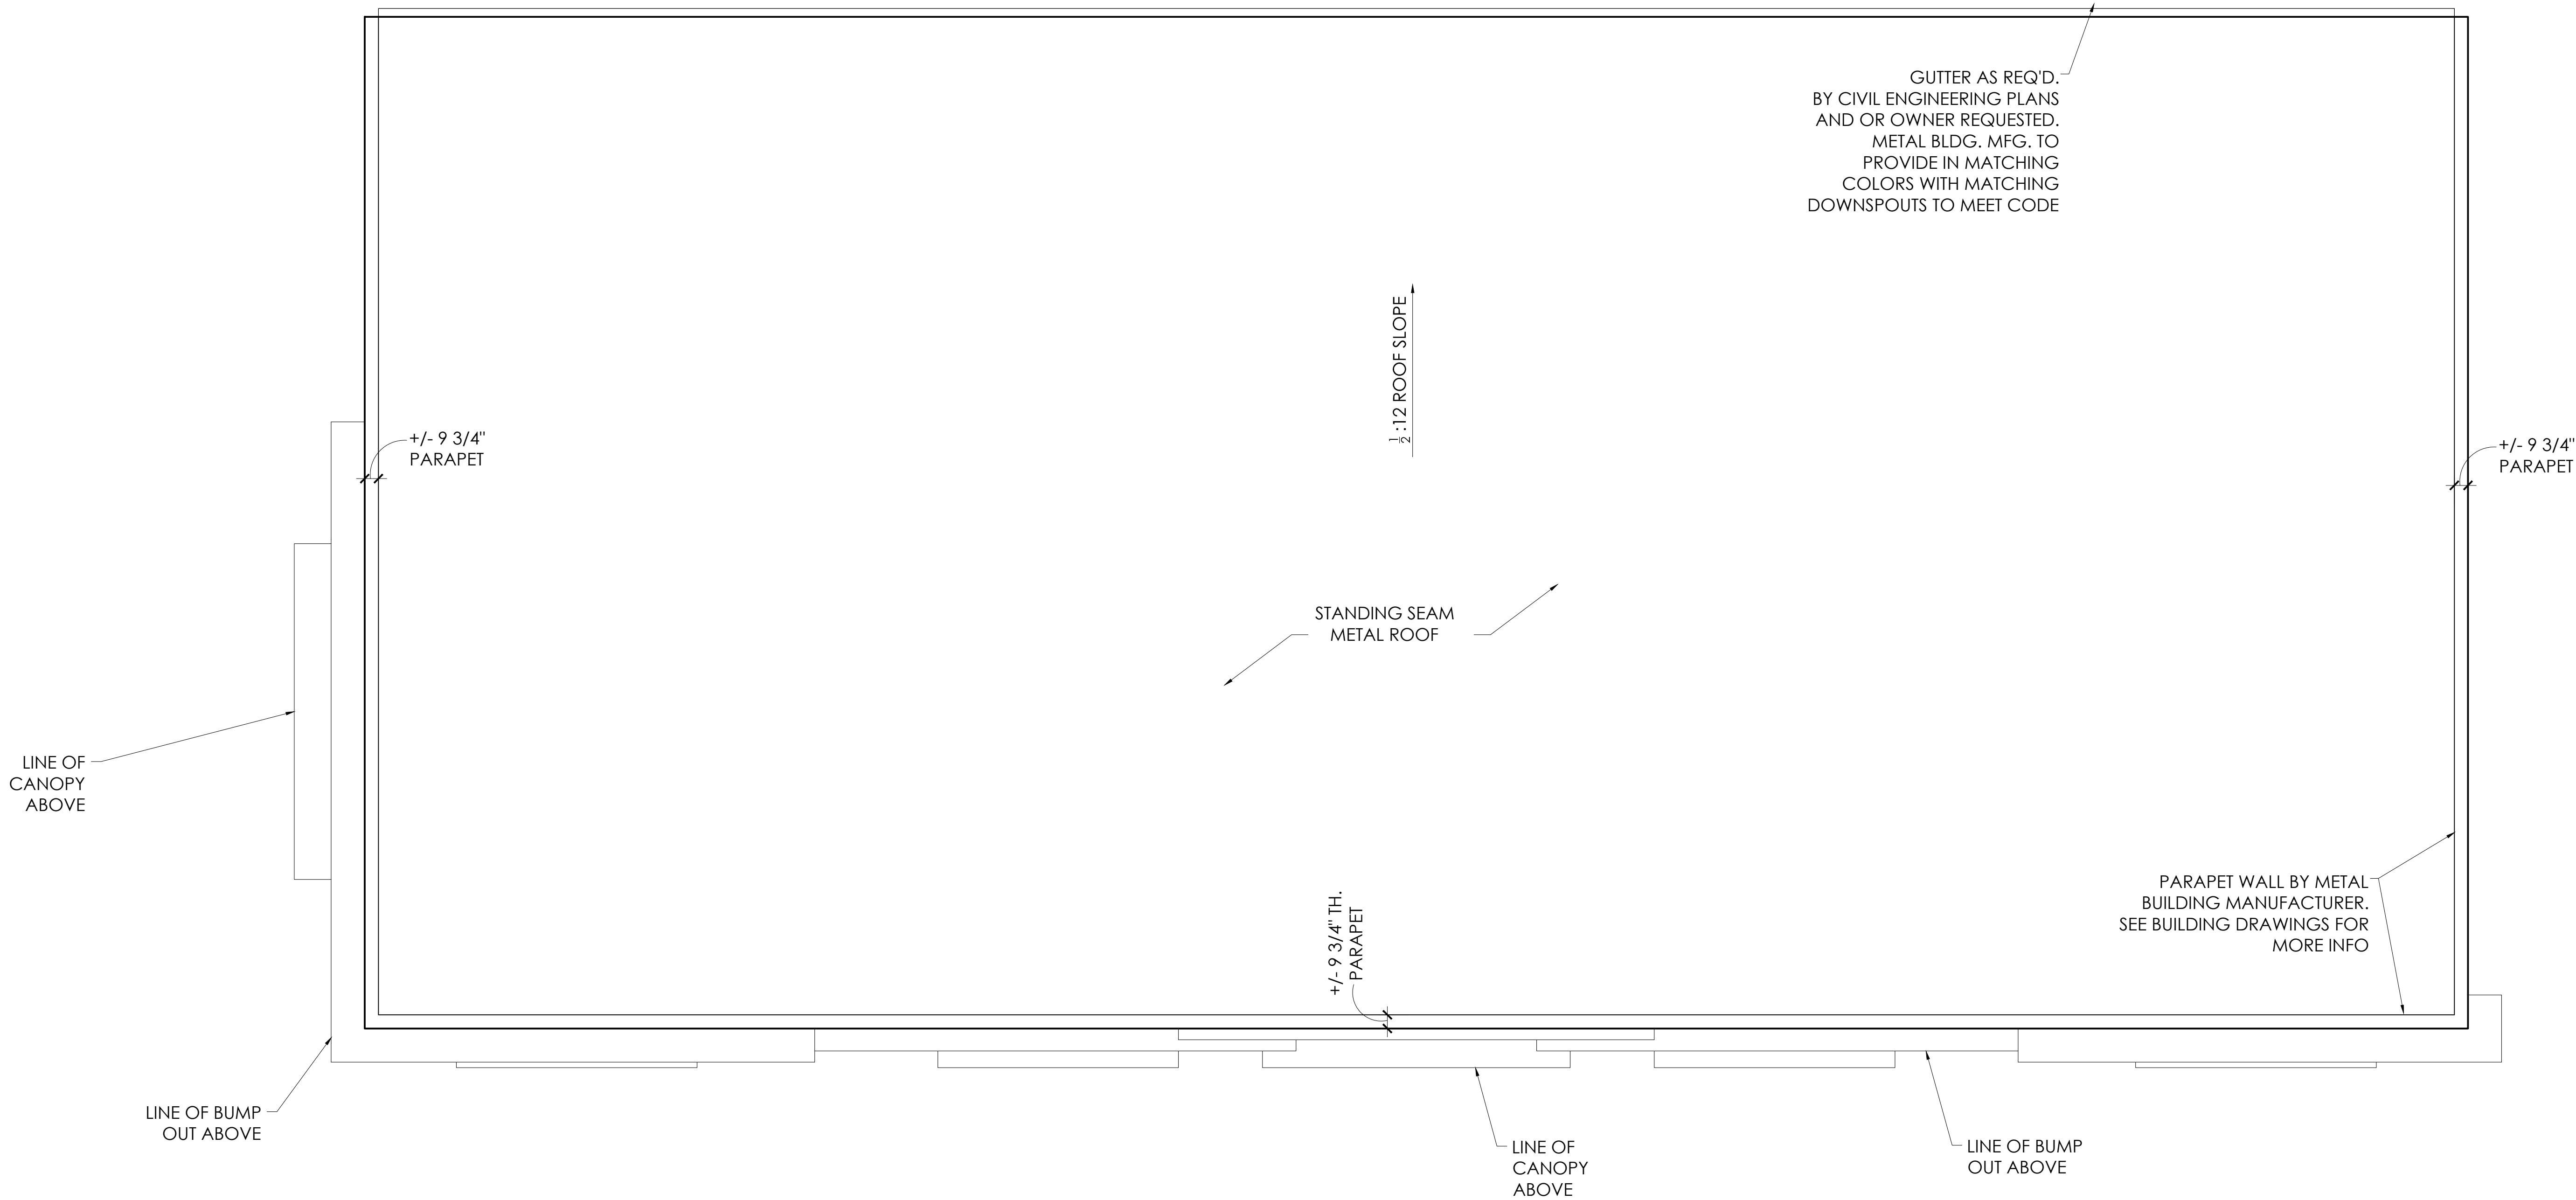 GUTTER AS REQ'D.
BY CIVIL ENGINEERING PLANS
AND OR OWNER REQUESTED.
METAL BLDG. MFG. TO
PROVIDE IN MATCHING
COLORS WITH MATCHING
DOWNSPOUTS TO MEET CODE
1/2 :12 ROOF SLOPE
+/- 9 3/4"
PARAPET
+/- 9 3/4"
PARAPET
STANDING SEAM
METAL ROOF
LINE OF
CANOPY
ABOVE
+/- 9 3/4" TH.
PARAPET
PARAPET WALL BY METAL
BUILDING MANUFACTURER.
SEE BUILDING DRAWINGS FOR
MORE INFO
LINE OF BUMP
OUT ABOVE
LINE OF
CANOPY
ABOVE
LINE OF BUMP
OUT ABOVE